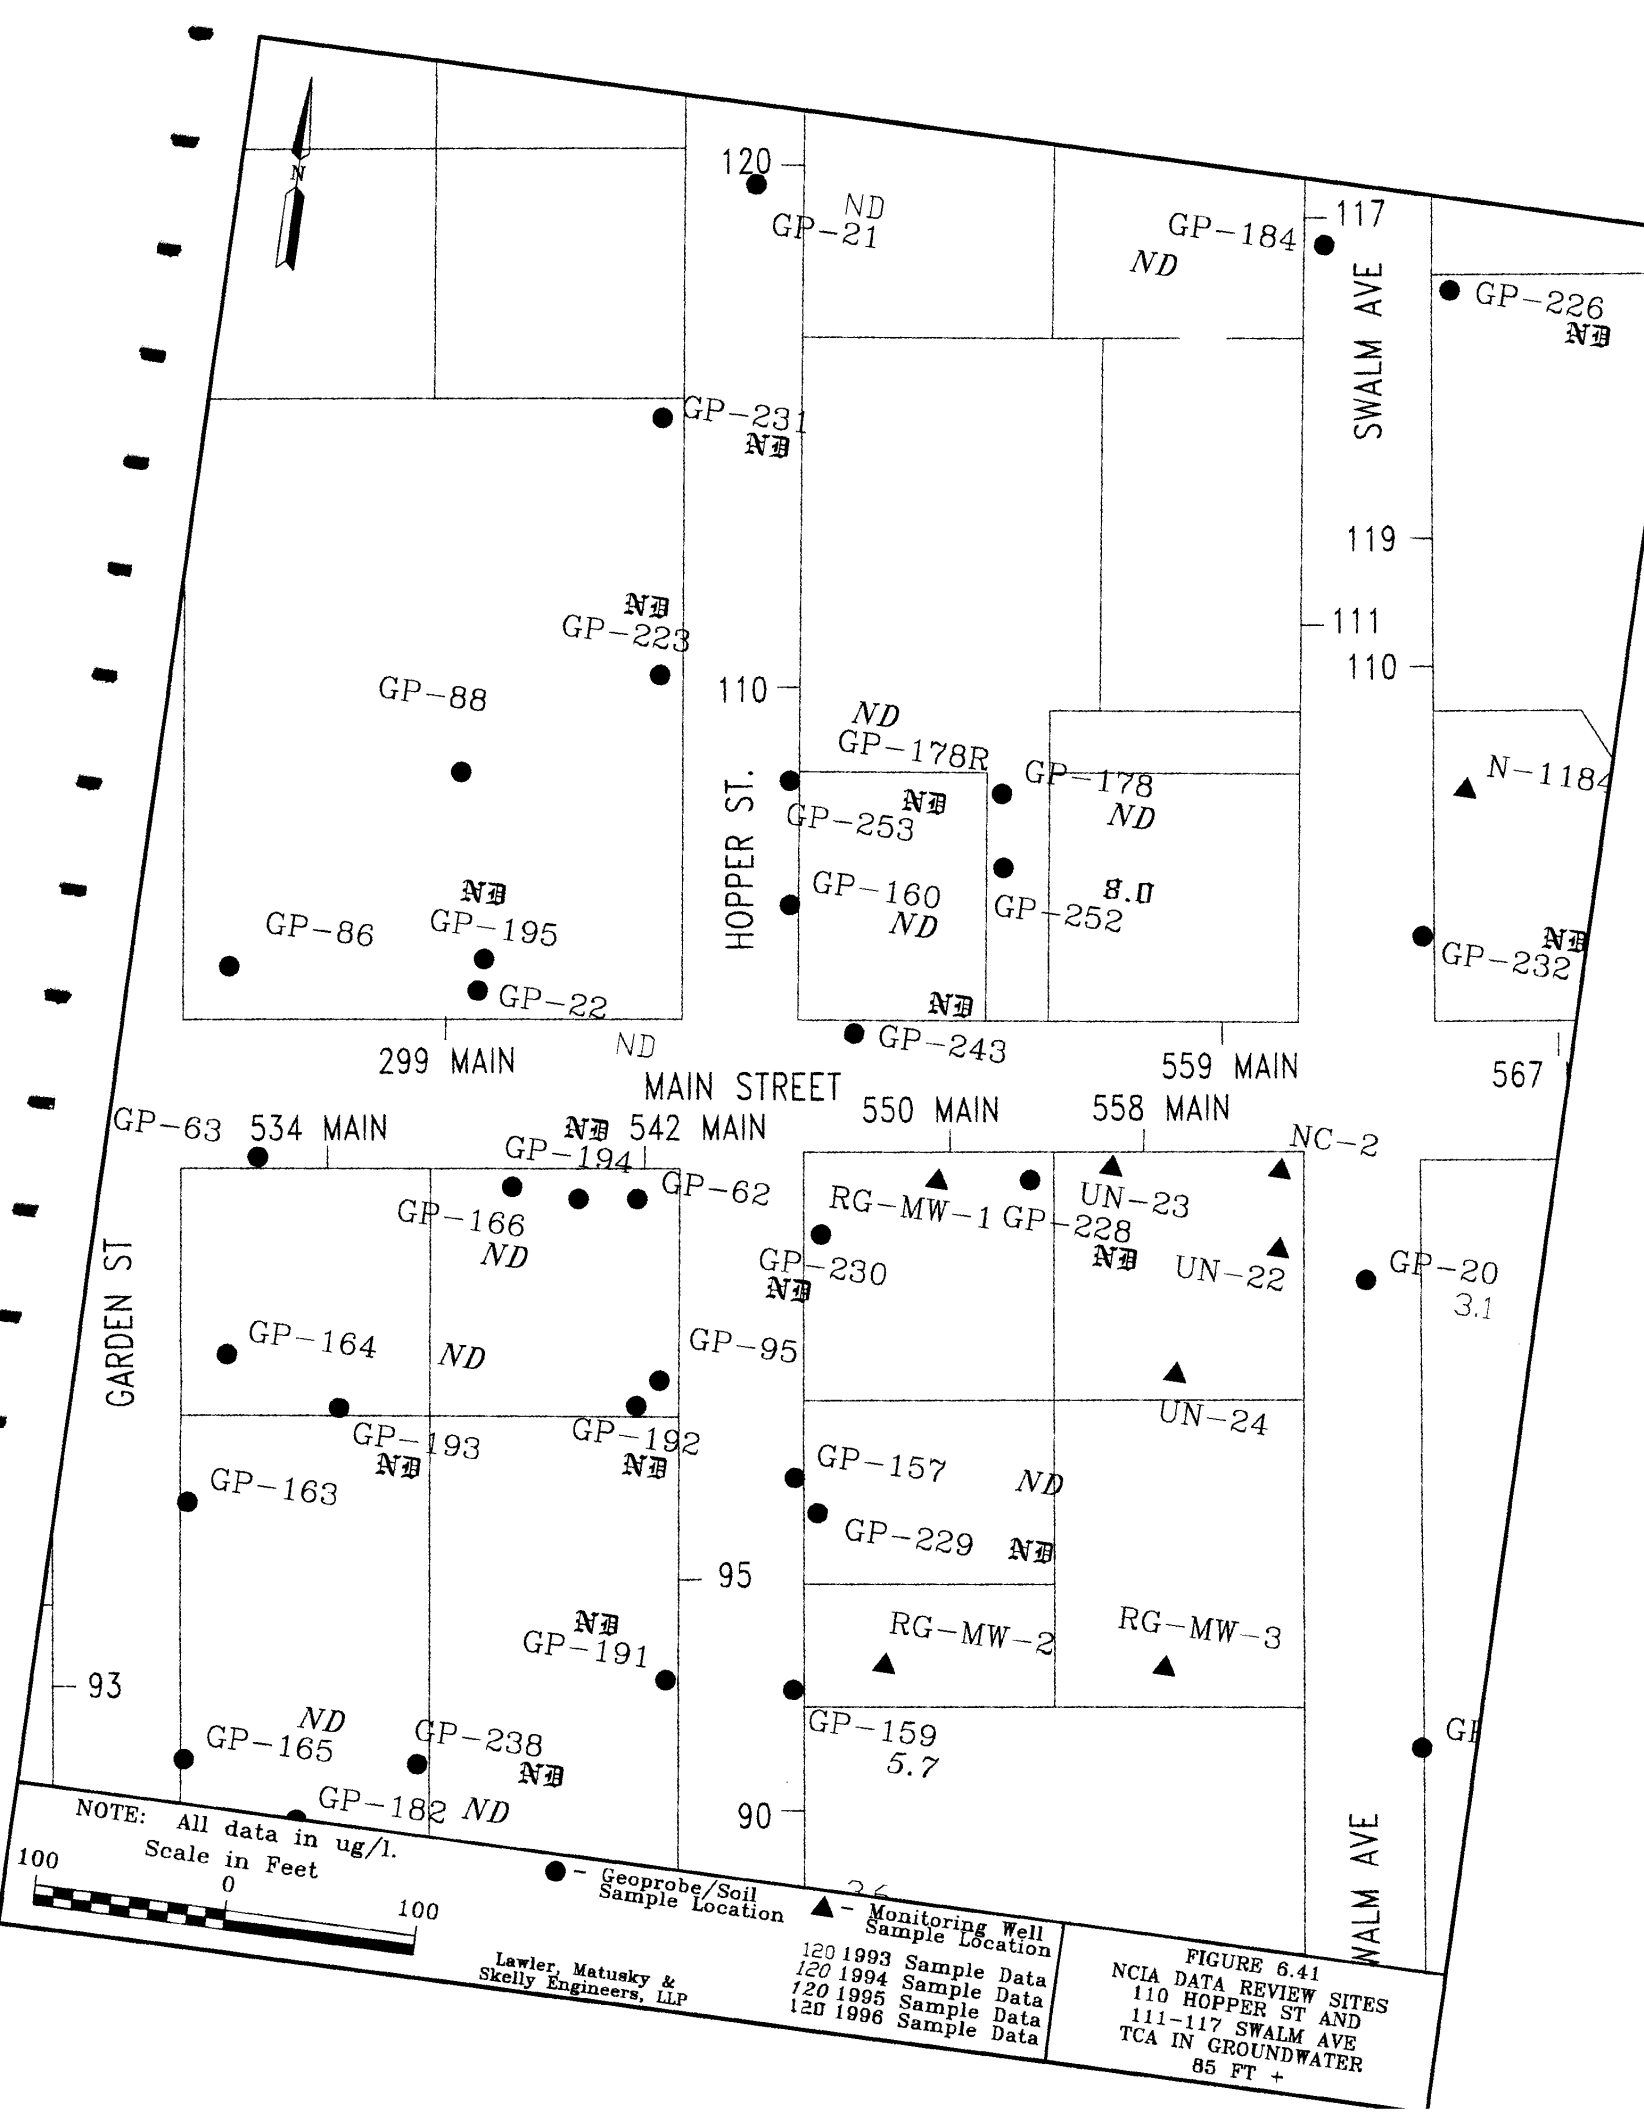 N
120
ND
GP-21
GP-184
ND
117
SWALM AVE
GP-226
ND
GP-231
ND
119
111
110
ND
GP-223
GP-88
110
ND
GP-178R
GP-178
ND
N-1184
HOPPER ST.
ND
GP-253
GP-160
ND
8.0
GP-252
ND
GP-195
GP-86
GP-22
ND
ND
GP-232
ND
GP-243
299 MAIN
559 MAIN
567
MAIN STREET
550 MAIN
558 MAIN
GP-63
534 MAIN
ND
542 MAIN
GP-194
NC-2
GP-62
GP-166
ND
RG-MW-1
GP-228
ND
UN-23
UN-22
GP-230
ND
GP-20
3.1
GARDEN ST
GP-164
ND
GP-95
GP-193
ND
GP-192
ND
UN-24
GP-157
ND
GP-163
GP-229
ND
95
ND
GP-191
RG-MW-2
RG-MW-3
93
ND
GP-165
GP-238
ND
GP-159
5.7
GP-182
ND
90
WALM AVE
NOTE: All data in ug/l.
Scale in Feet
100
0
100
- Geoprobe/Soil
Sample Location
- Monitoring Well
Sample Location
Lawler, Matusky &
Skelly Engineers, LLP
120 1993 Sample Data
120 1994 Sample Data
120 1995 Sample Data
120 1996 Sample Data
FIGURE 6.41
NCIA DATA REVIEW SITES
110 HOPPER ST AND
111-117 SWALM AVE
TCA IN GROUNDWATER
85 FT +